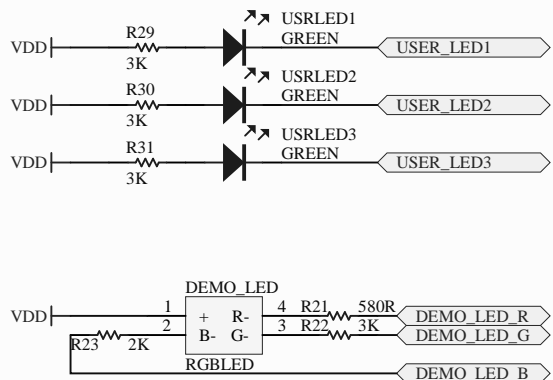 USRLED1
R29 GREEN
VDD USER_LED1
3K
USRLED2
R30 GREEN
VDD USER_LED2
3K
USRLED3
R31 GREEN
VDD USER_LED3
3K
DEMO_LED
1 4 R21 580R
VDD + R- DEMO_LED_R
2 3 R22 3K
B- G- DEMO_LED_G
R23 2K
RGBLED
DEMO_LED_B